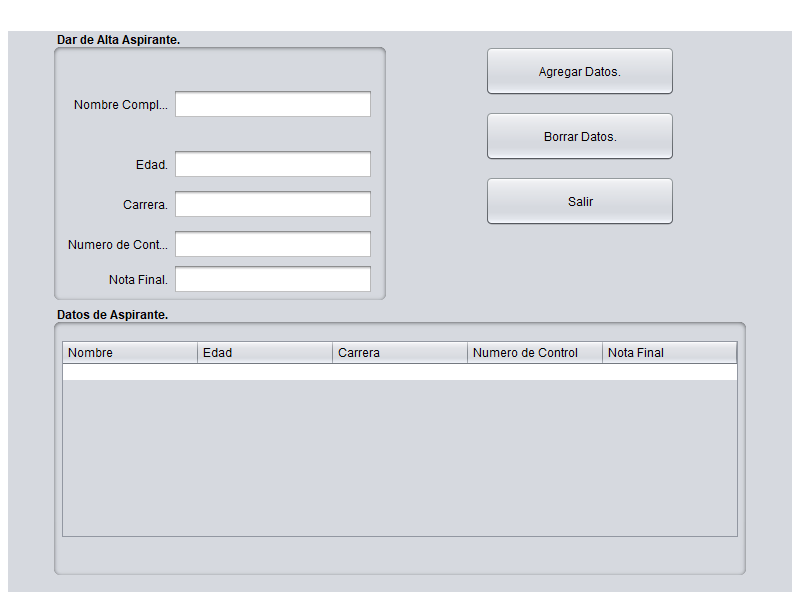 Dar de Alta Aspirante.
Nombre Compl...
Edad.
Carrera.
Numero de Cont...
Nota Final.
Agregar Datos.
Borrar Datos.
Salir
Datos de Aspirante.
Nombre Edad Carrera Numero de Control Nota Final